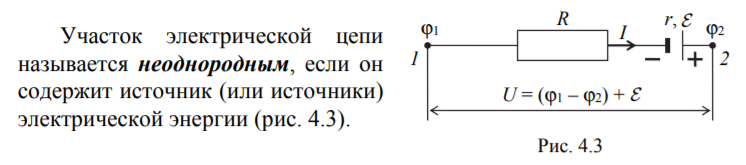 Участок электрической цепи
называется неоднородным, если он
содержит источник (или источники)
электрической энергии (рис. 4.3).
φ1
R
I
r, ℰ
φ2
1
2
− +
U = (φ1 – φ2) + ℰ
Рис. 4.3